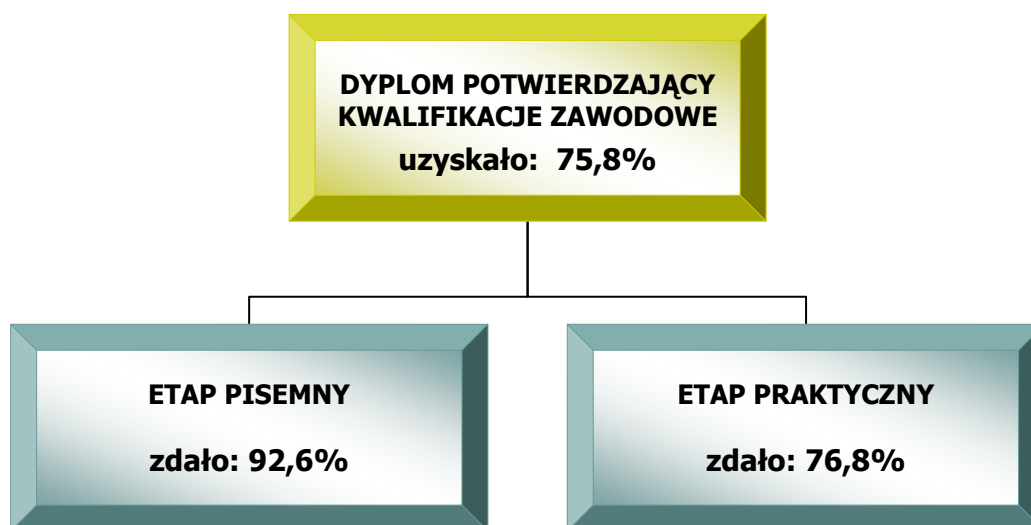 DYPLOM POTWIERDZAJĄCY
KWALIFIKACJE ZAWODOWE
uzyskało: 75,8%
ETAP PISEMNY
zdało: 92,6%
ETAP PRAKTYCZNY
zdało: 76,8%